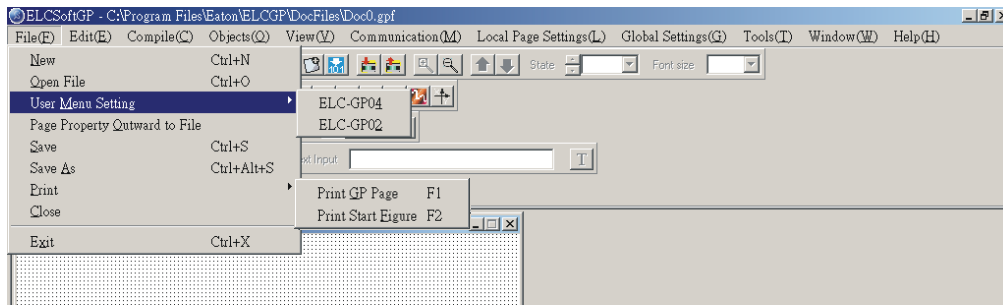 ELCSoftGP - C:\Program Files\Eaton\ELCGP\DocFiles\Doc0.gpf
File(F) Edit(E) Compile(C) Objects(O) View(V) Communication(M) Local Page Settings(L) Global Settings(G) Tools(T) Window(W) Help(H)
New Ctrl+N
State Font size
Open File Ctrl+O
User Menu Setting
ELC-GP04
ELC-GP02
Page Property Outward to File
Save Ctrl+S
Save As Ctrl+Alt+S
Input T
Print
Print GP Page F1
Print Start Figure F2
Close
Exit Ctrl+X